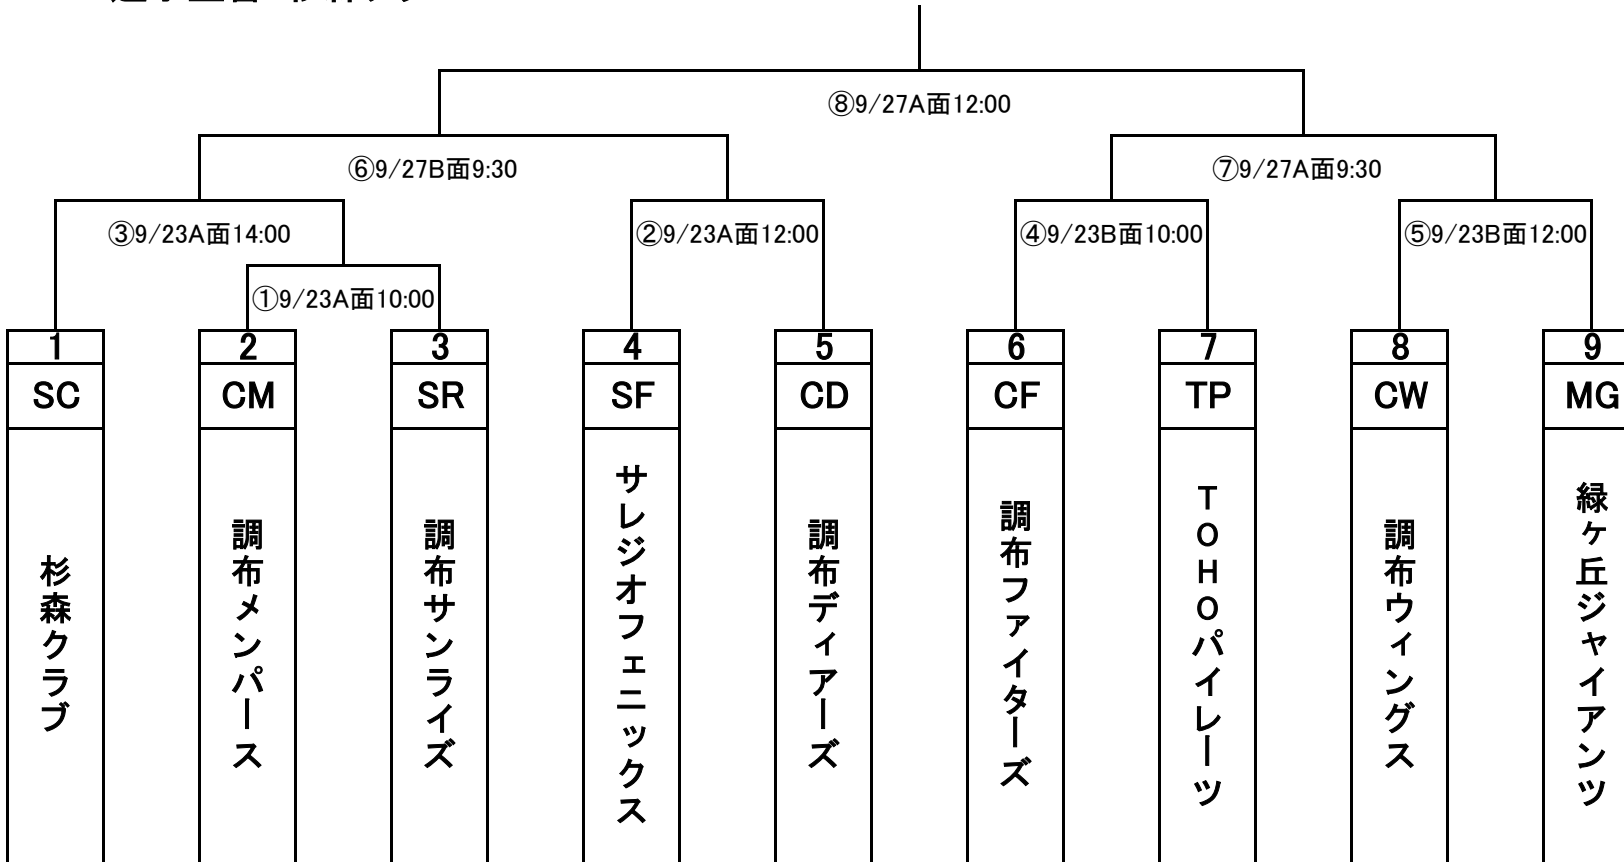 ⑧9/27A面12:00
⑥9/27B面9:30
⑦9/27A面9:30
③9/23A面14:00
②9/23A面12:00
④9/23B面10:00
⑤9/23B面12:00
①9/23A面10:00
1
2
3
4
5
6
7
8
9
SC
CM
SR
SF
CD
CF
TP
CW
MG
杉森クラブ
調布メンパース
調布サンライズ
サレジオフェニックス
調布ディアーズ
調布ファイターズ
TOHOパイレーツ
調布ウィングス
緑ヶ丘ジャイアンツ